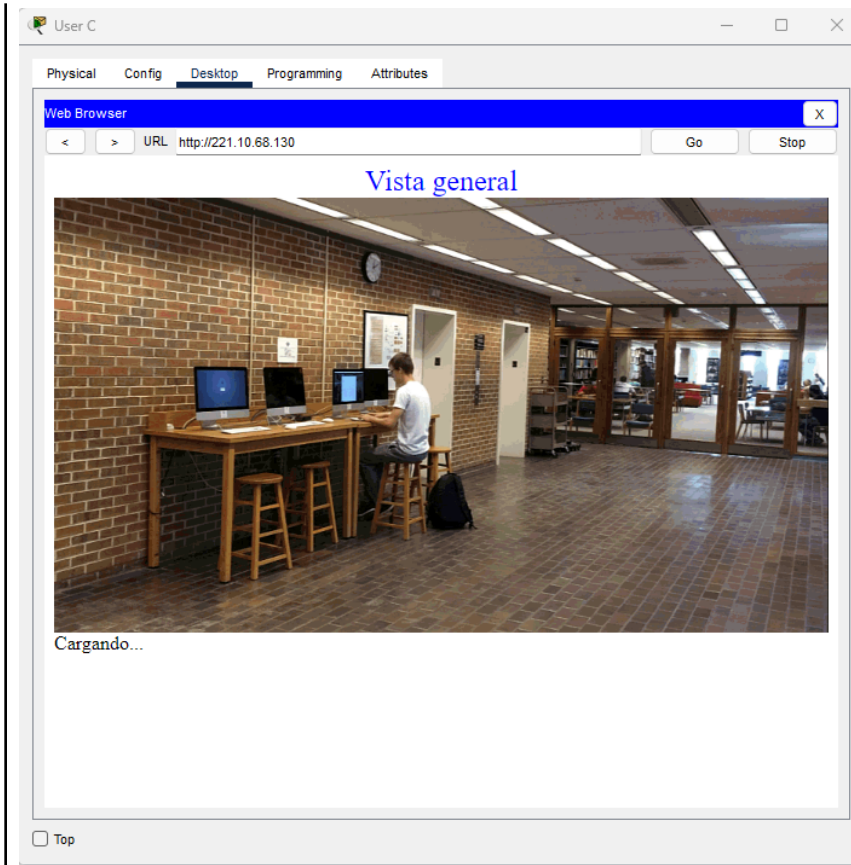 User C
Physical Config Desktop Programming Attributes
Web Browser X
< > URL http://221.10.68.130 Go Stop
Vista general
Cargando...
Top